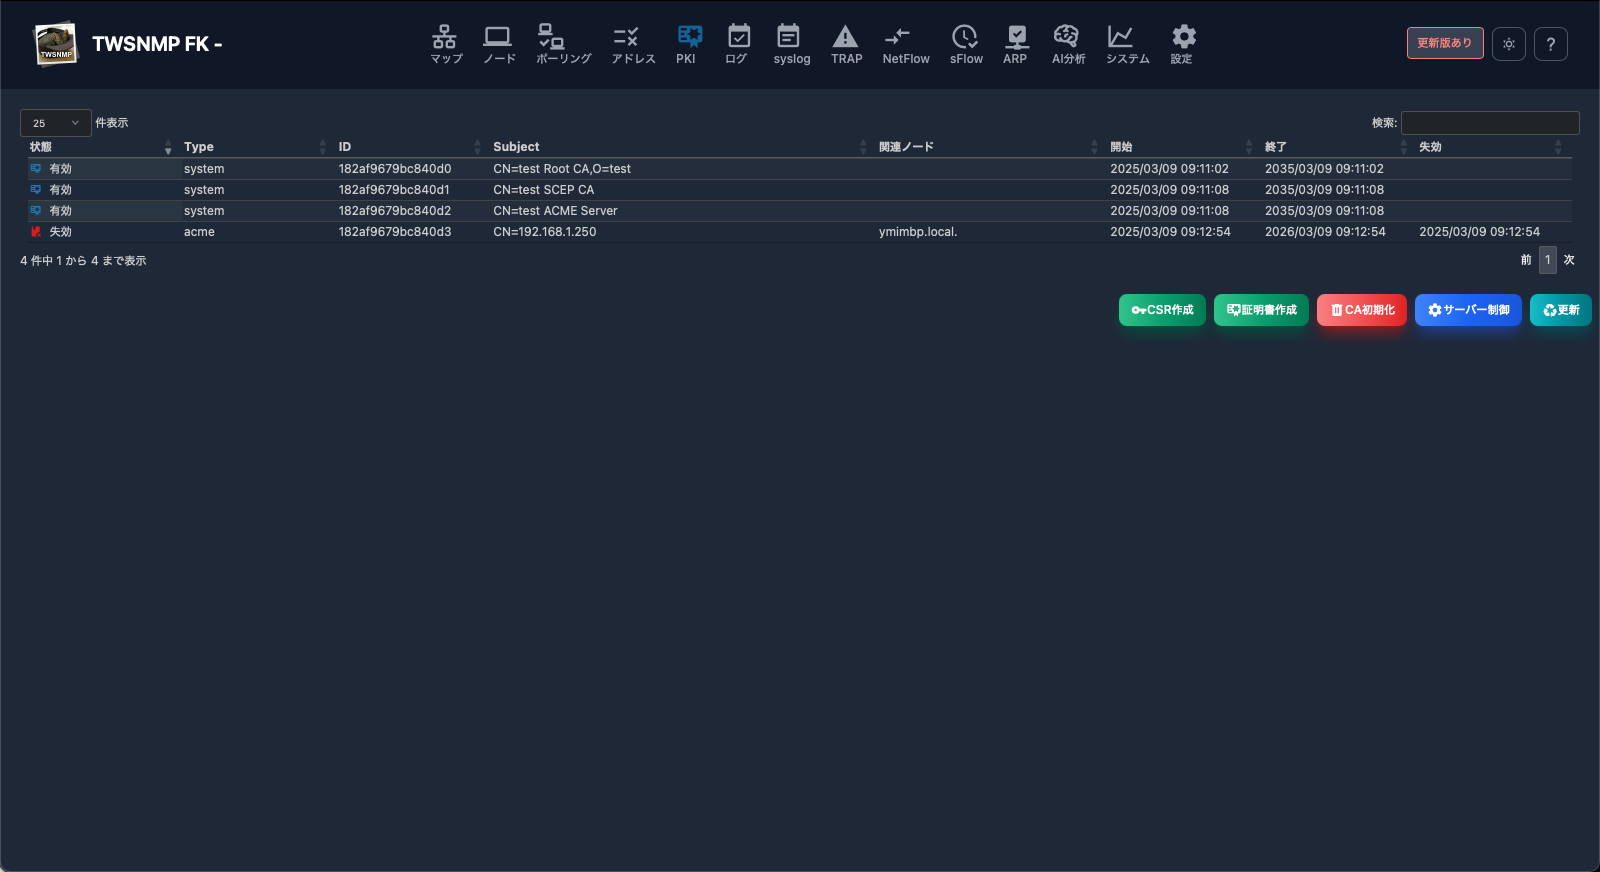 TWSNMP
TWSNMP FK -
マップ ノード ポーリング アドレス PKI ログ syslog TRAP NetFlow sFlow ARP AI分析 システム 設定
更新版あり ?
25 件表示 検索:
状態 Type ID Subject 関連ノード 開始 終了 失効
有効 system 182af9679bc840d0 CN=test Root CA,O=test 2025/03/09 09:11:02 2035/03/09 09:11:02
有効 system 182af9679bc840d1 CN=test SCEP CA 2025/03/09 09:11:08 2035/03/09 09:11:08
有効 system 182af9679bc840d2 CN=test ACME Server 2025/03/09 09:11:08 2035/03/09 09:11:08
失効 acme 182af9679bc840d3 CN=192.168.1.250 ymimbp.local. 2025/03/09 09:12:54 2026/03/09 09:12:54 2025/03/09 09:12:54
4 件中 1 から 4 まで表示 前 1 次
CSR作成 証明書作成 CA初期化 サーバー制御 更新